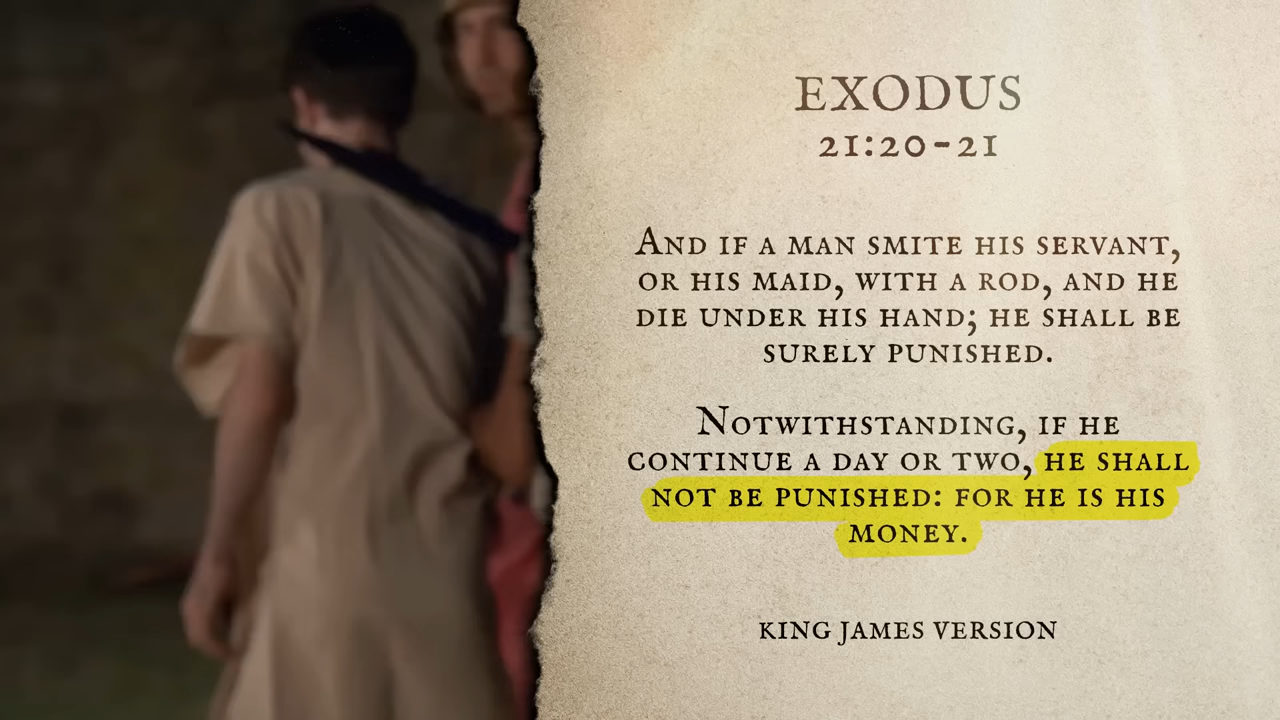 EXODUS
21:20-21
AND IF A MAN SMITE HIS SERVANT,
OR HIS MAID, WITH A ROD, AND HE
DIE UNDER HIS HAND; HE SHALL BE
SURELY PUNISHED.
NOTWITHSTANDING, IF HE
CONTINUE A DAY OR TWO, HE SHALL
NOT BE PUNISHED: FOR HE IS HIS
MONEY.
KING JAMES VERSION